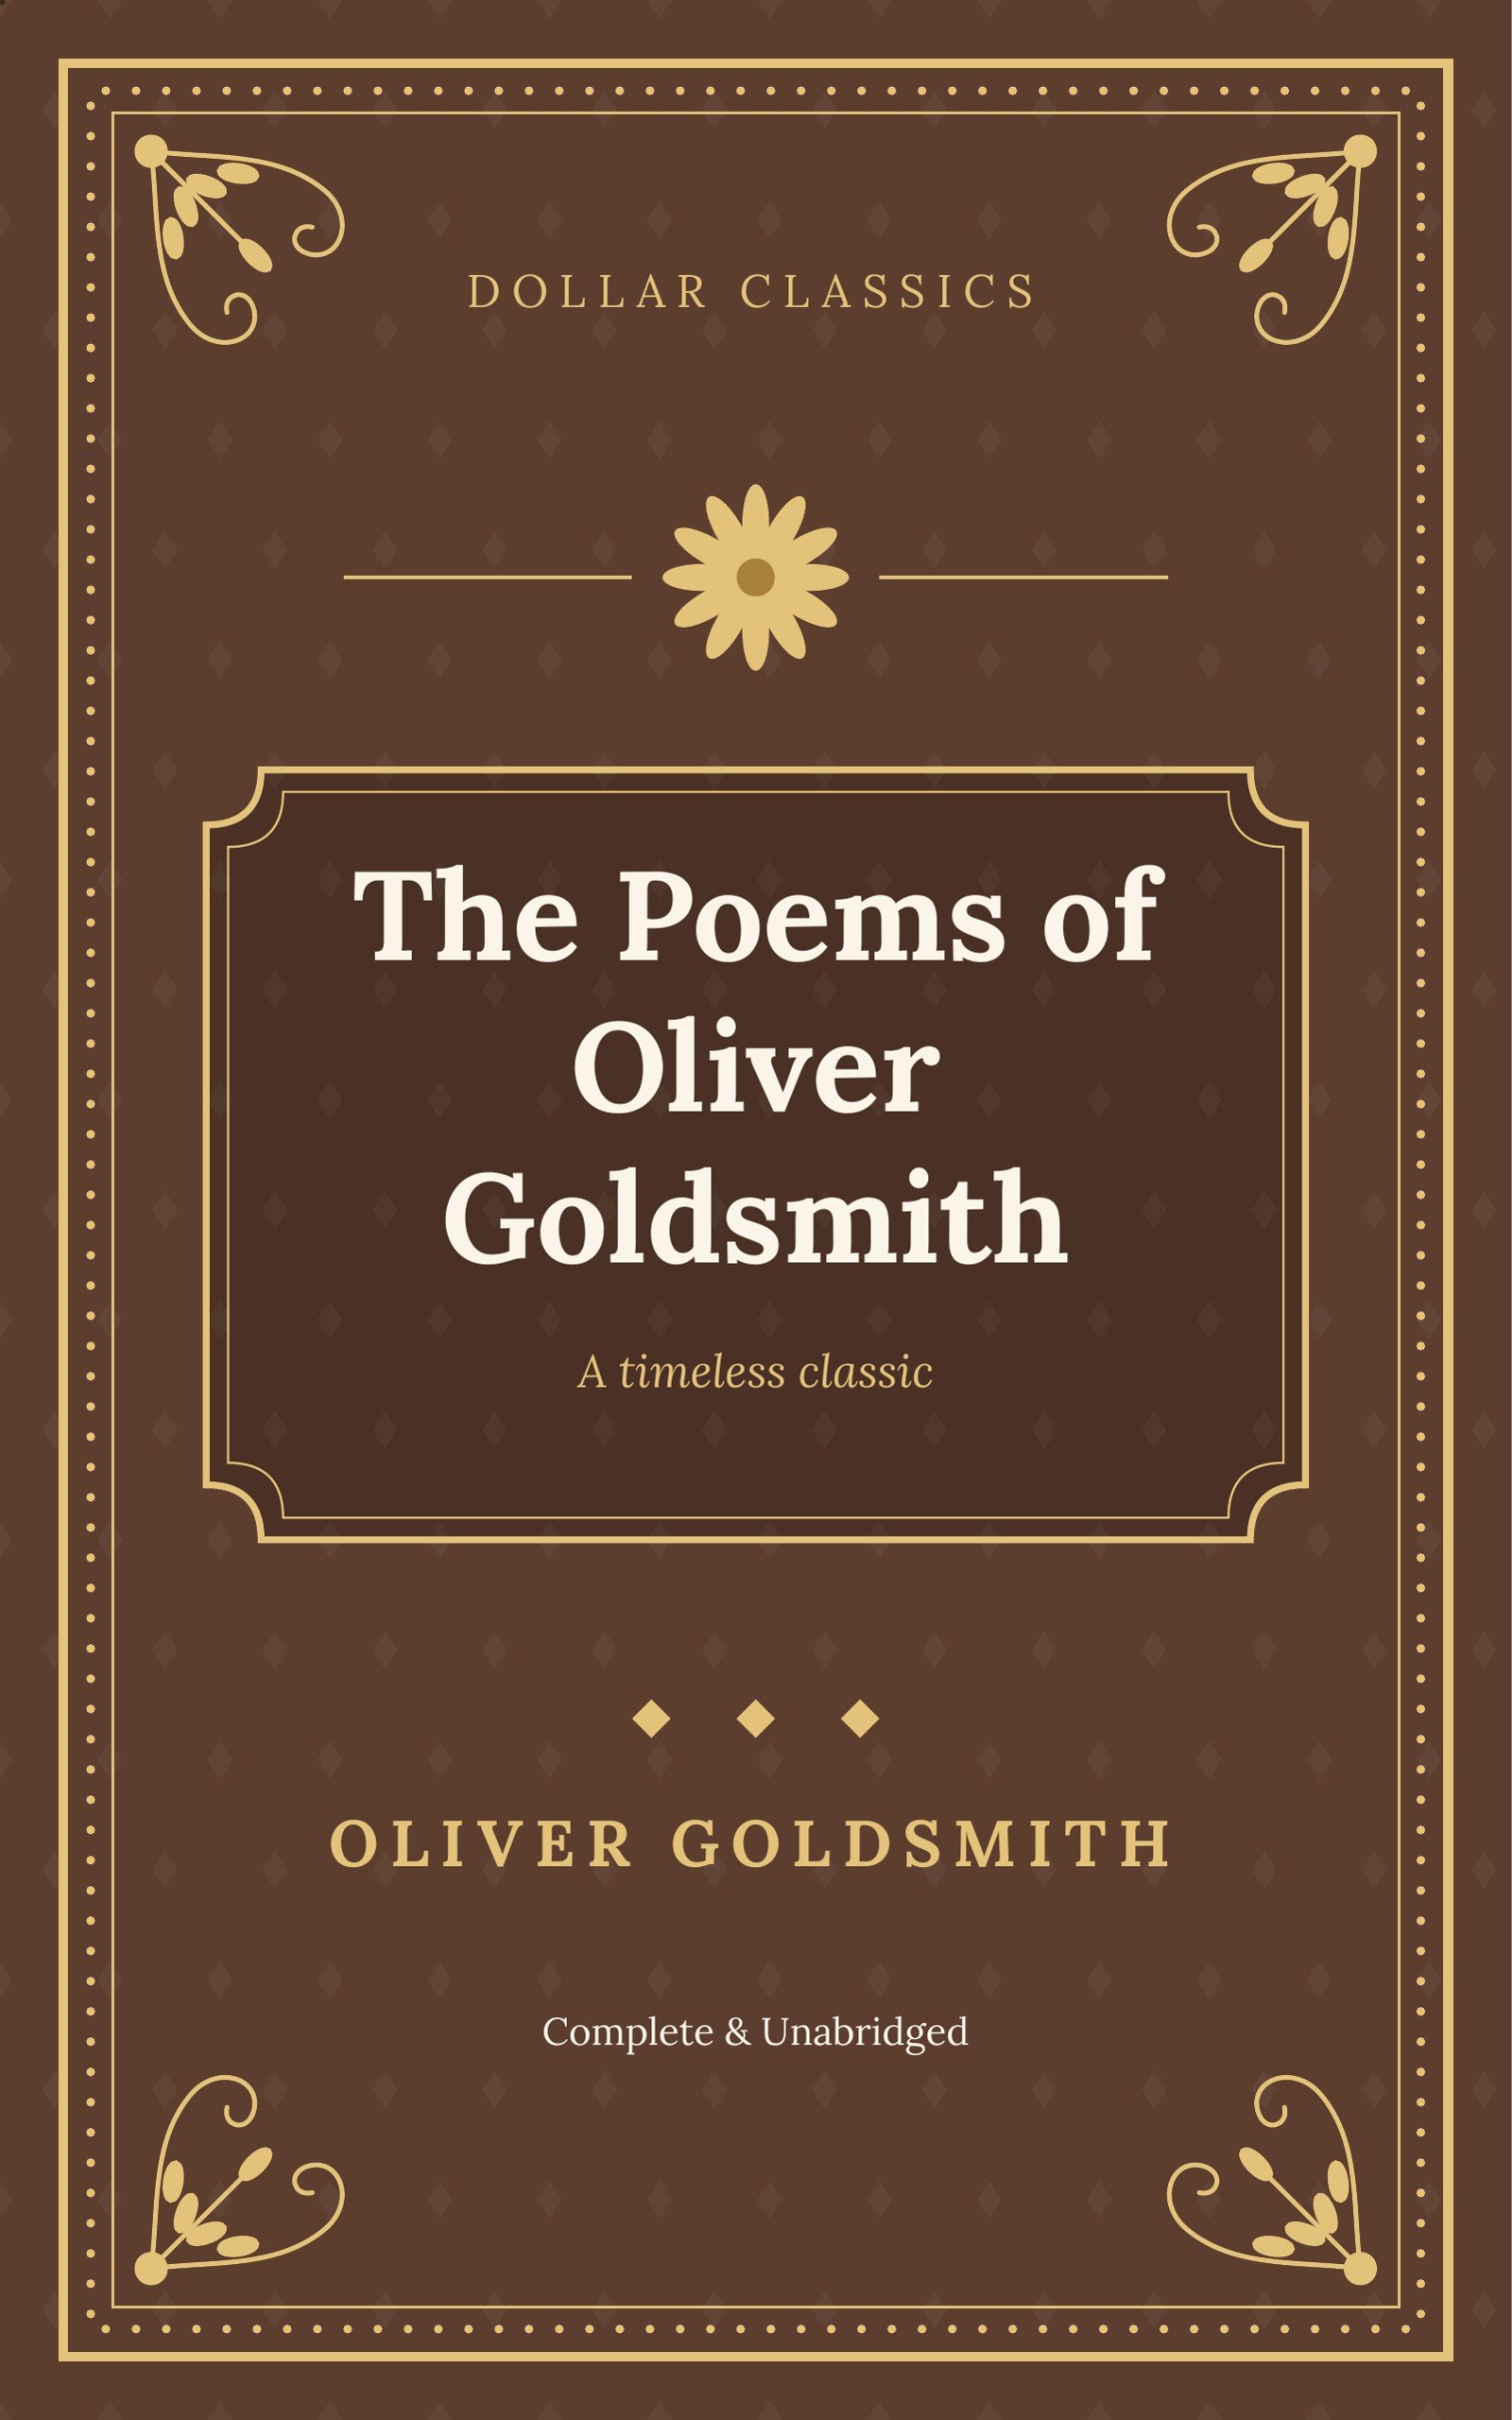 DOLLAR CLASSICS
The Poems of
Oliver
Goldsmith
A timeless classic
OLIVER GOLDSMITH
Complete & Unabridged